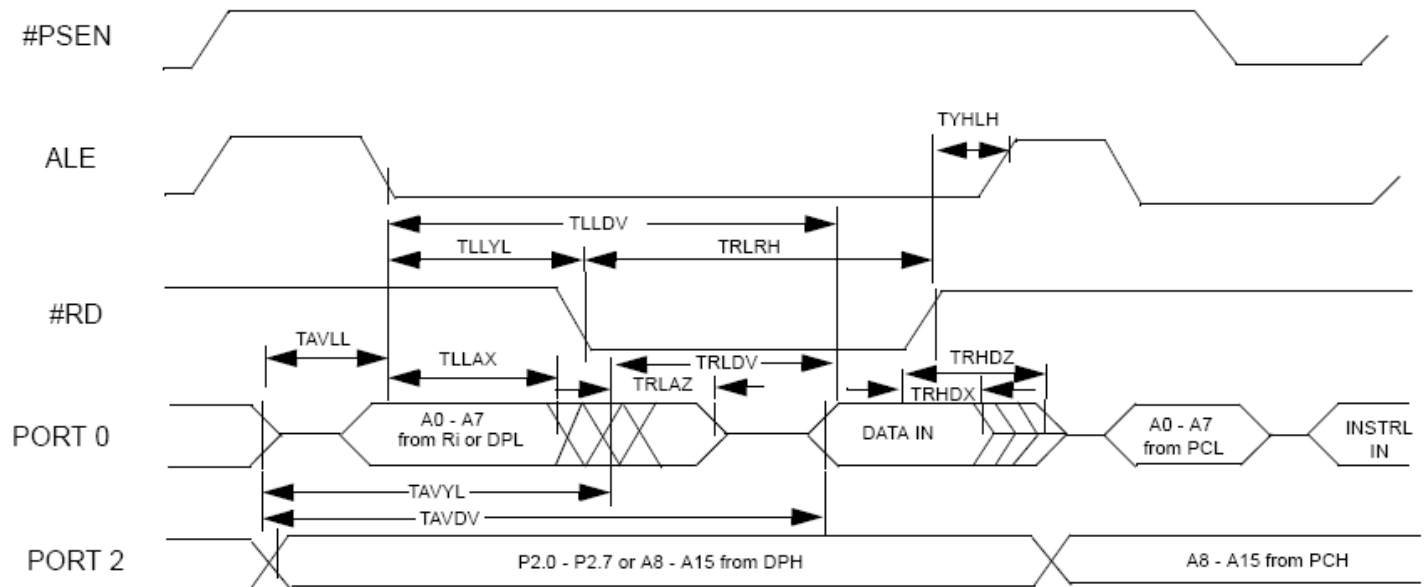 #PSEN
TYHLH
ALE
TLLDV
TLLYL
TRLRH
#RD
TAVLL
TLLAX
TRLDV
TRHDZ
TRLAZ
TRHDX
PORT 0
A0 - A7
from Ri or DPL
DATA IN
A0 - A7
from PCL
INSTRL
IN
TAVYL
TAVDV
PORT 2
P2.0 - P2.7 or A8 - A15 from DPH
A8 - A15 from PCH